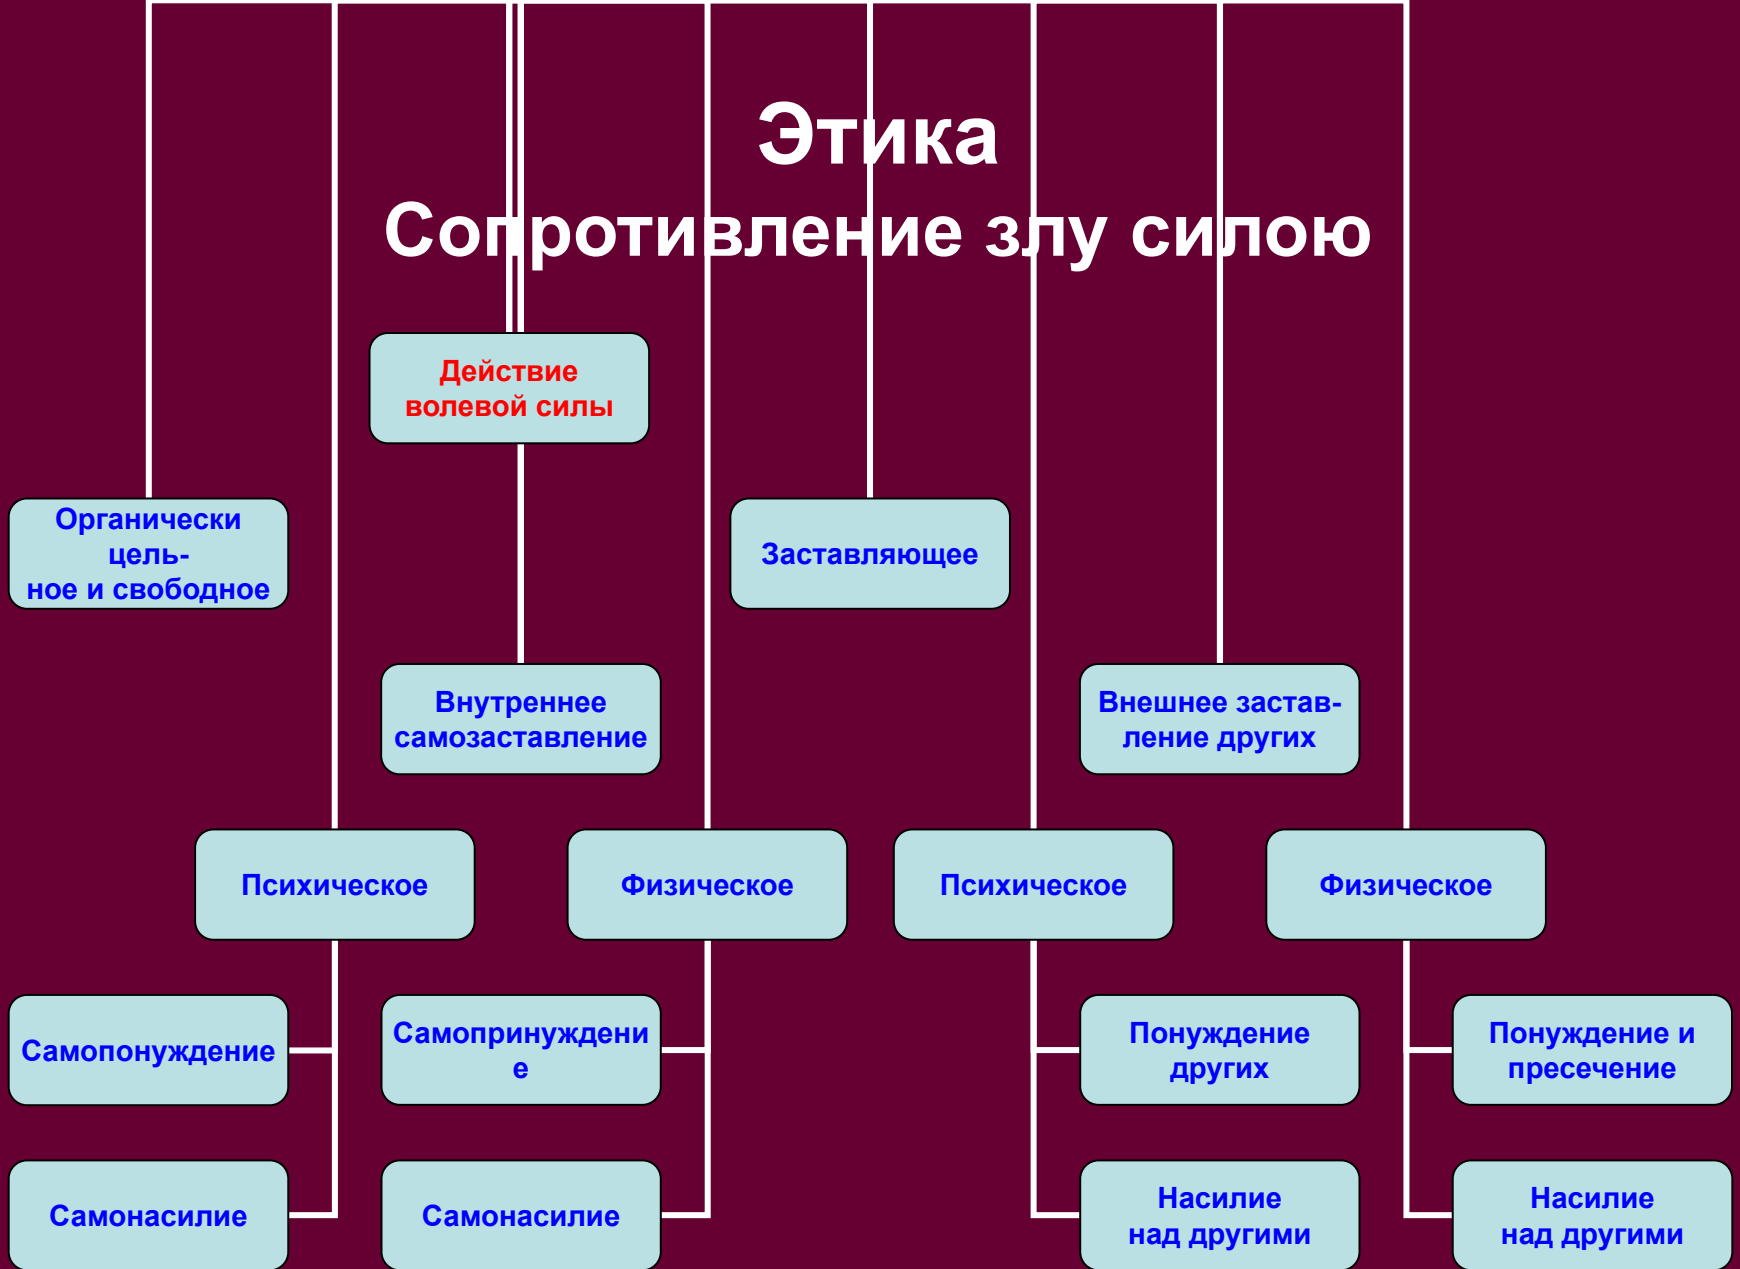 Этика
Сопротивление злу силою
Действие
волевой силы
Органически
цель-
ное и свободное
Заставляющее
Внутреннее
самозаставление
Внешнее застав-
ление других
Психическое
Физическое
Психическое
Физическое
Самопонуждение
Самопринуждени
е
Понуждение
других
Понуждение и
пресечение
Самонасилие
Самонасилие
Насилие
над другими
Насилие
над другими